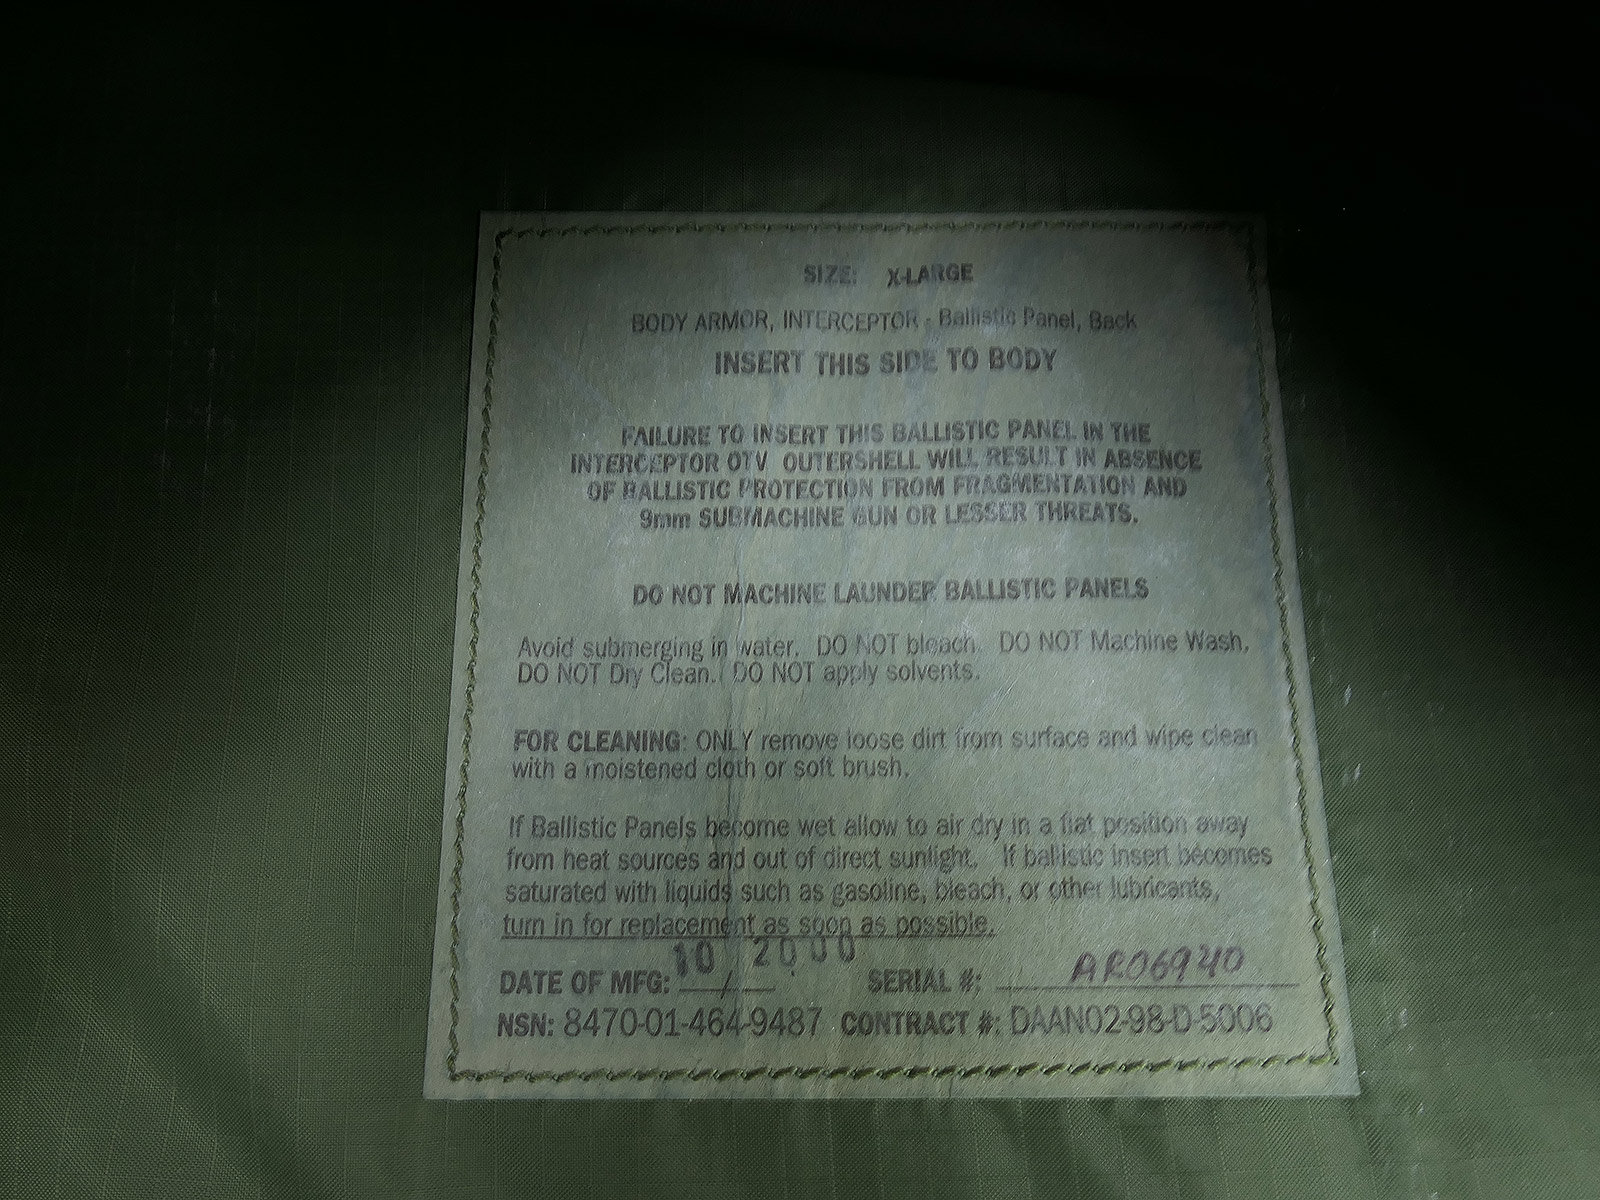 SIZE: X-LARGE
BODY ARMOR, INTERCEPTOR - Ballistic Panel, Back
INSERT THIS SIDE TO BODY
FAILURE TO INSERT THIS BALLISTIC PANEL IN THE
INTERCEPTOR OTV OUTERSHELL WILL RESULT IN ABSENCE
OF BALLISTIC PROTECTION FROM FRAGMENTATION AND
9mm SUBMACHINE GUN OR LESSER THREATS.
DO NOT MACHINE LAUNDER BALLISTIC PANELS
Avoid submerging in water. DO NOT bleach. DO NOT Machine Wash,
DO NOT Dry Clean. DO NOT apply solvents.
FOR CLEANING: ONLY remove loose dirt from surface and wipe clean
with a moistened cloth or soft brush.
If Ballistic Panels become wet allow to air dry in a flat position away
from heat sources and out of direct sunlight. If ballistic insert becomes
saturated with liquids such as gasoline, bleach, or other lubricants,
turn in for replacement as soon as possible.
DATE OF MFG: 10 / 2000 SERIAL #: AR06940
NSN: 8470-01-464-9487 CONTRACT #: DAAN02-98-D-5006